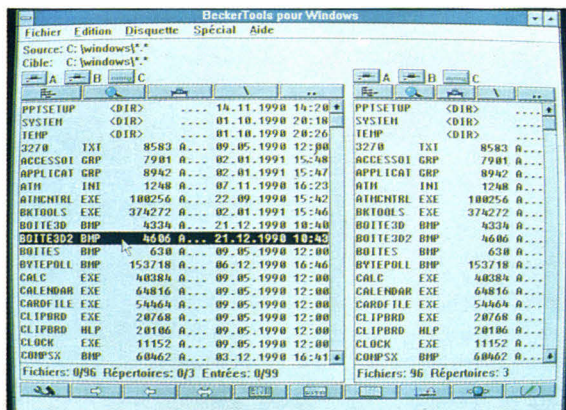 BeckerTools pour Windows
Fichier Edition Disquette Spécial Aide
Source: C: \windows\*.*
Cible: C: \windows\*.*
A B C
A B C
\ ..
\ ..
PPTSETUP <DIR> .... 14.11.1990 14:20
SYSTEM <DIR> .... 01.10.1990 20:18
TEMP <DIR> .... 01.10.1990 20:26
3270 TXT 8583 A... 09.05.1990 12:00
ACCESSOI GRP 7901 A... 02.01.1991 15:48
APPLICAT GRP 8942 A... 02.01.1991 15:47
ATM INI 1248 A... 07.11.1990 16:23
ATMCNTRL EXE 100256 A... 22.09.1990 15:42
BKTOOLS EXE 374272 A... 02.01.1991 15:46
BOITE3D BMP 4334 A... 21.12.1990 10:40
BOITE3D2 BMP 4606 A... 21.12.1990 10:43
BOITES BMP 630 A... 09.05.1990 12:00
BYTEPOLL BMP 153718 A... 06.12.1990 16:46
CALC EXE 40384 A... 09.05.1990 12:00
CALENDAR EXE 64816 A... 09.05.1990 12:00
CARDFILE EXE 54464 A... 09.05.1990 12:00
CLIPBRD EXE 20768 A... 09.05.1990 12:00
CLIPBRD HLP 20106 A... 09.05.1990 12:00
CLOCK EXE 11152 A... 09.05.1990 12:00
COMPSX BMP 60462 A... 03.12.1990 16:41
Fichiers: 0/96 Répertoires: 0/3 Entrées: 0/99
PPTSETUP <DIR> ....
SYSTEM <DIR> ....
TEMP <DIR> ....
3270 TXT 8583 A...
ACCESSOI GRP 7901 A...
APPLICAT GRP 8942 A...
ATM INI 1248 A...
ATMCNTRL EXE 100256 A...
BKTOOLS EXE 374272 A...
BOITE3D BMP 4334 A...
BOITE3D2 BMP 4606 A...
BOITES BMP 630 A...
BYTEPOLL BMP 153718 A...
CALC EXE 40384 A...
CALENDAR EXE 64816 A...
CARDFILE EXE 54464 A...
CLIPBRD EXE 20768 A...
CLIPBRD HLP 20106 A...
CLOCK EXE 11152 A...
COMPSX BMP 60462 A...
Fichiers: 96 Répertoires: 3